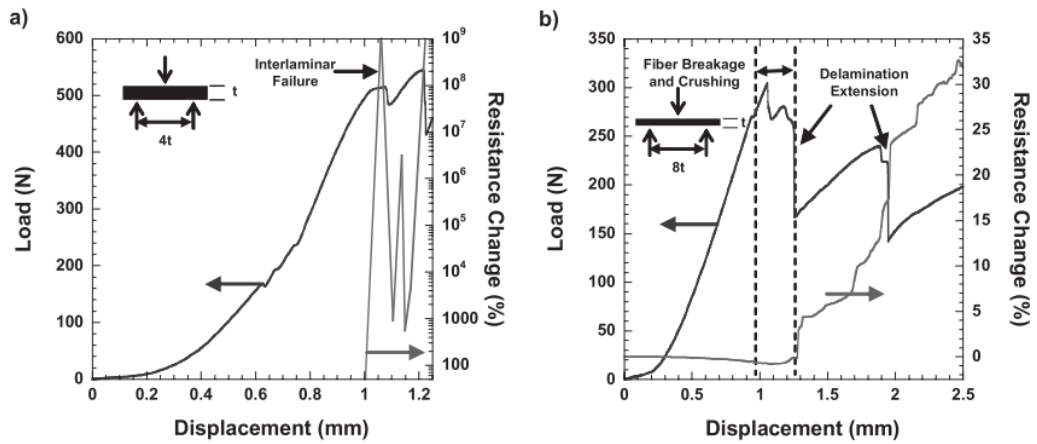 a)
600
500
400
300
200
100
0
Load (N)
0
0.2
0.4
0.6
0.8
1
1.2
Displacement (mm)
10⁹
10⁸
10⁷
10⁶
10⁵
10⁴
1000
100
Resistance Change (%)
Interlaminar
Failure
t
4t
b)
350
300
250
200
150
100
50
0
Load (N)
0
0.5
1
1.5
2
2.5
Displacement (mm)
35
30
25
20
15
10
5
0
Resistance Change (%)
Fiber Breakage
and Crushing
t
8t
Delamination
Extension